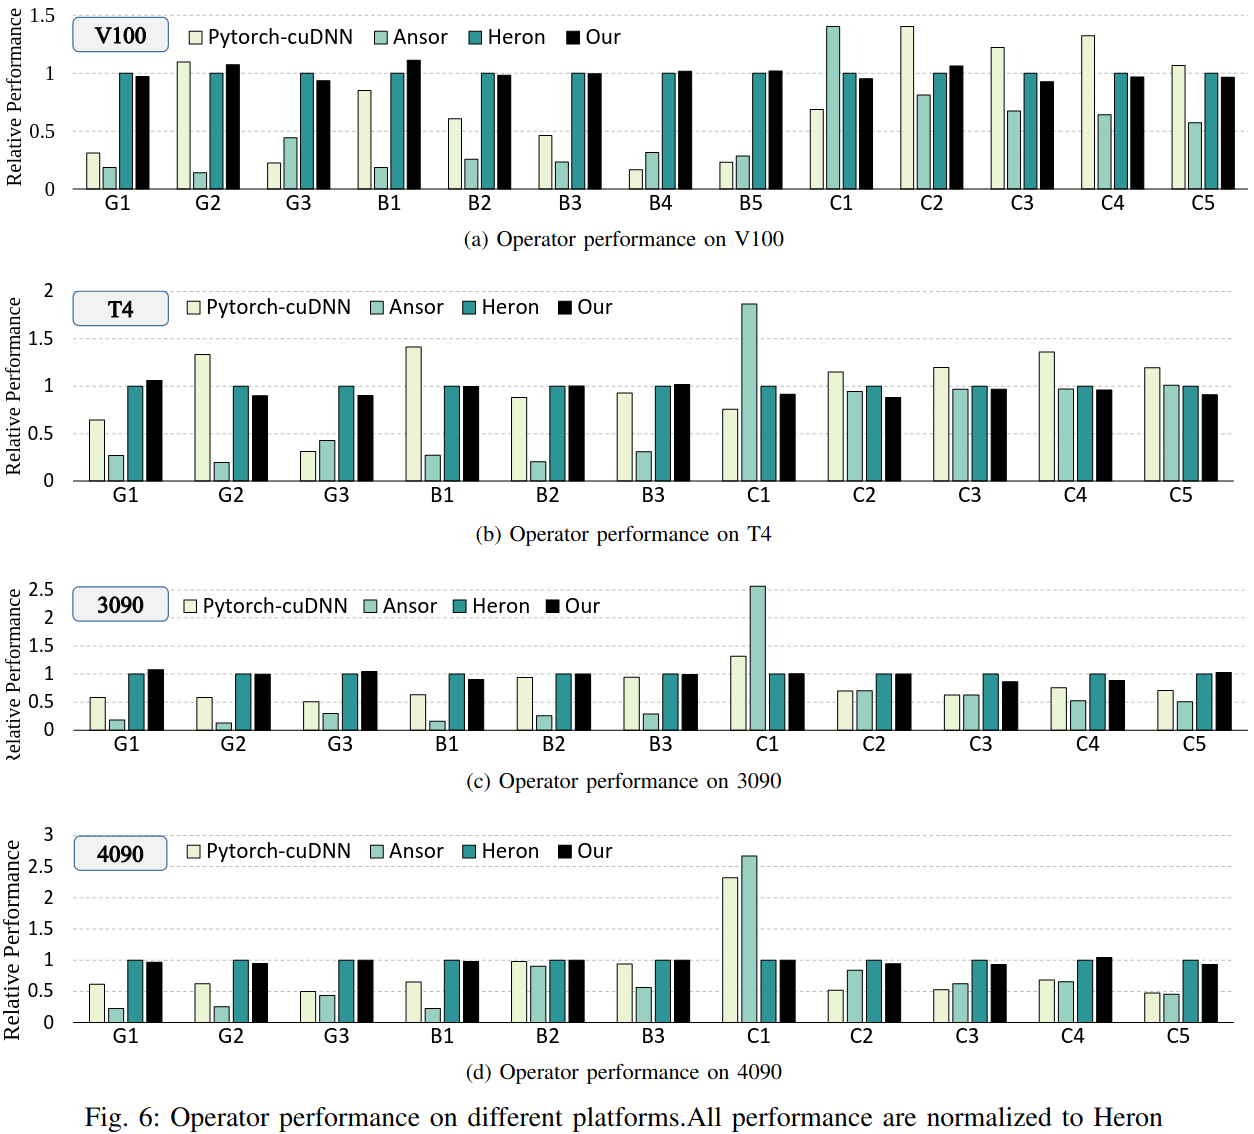 1.5
V100
Pytorch-cuDNN Ansor Heron Our
1
0.5
0
Relative Performance
G1 G2 G3 B1 B2 B3 B4 B5 C1 C2 C3 C4 C5
(a) Operator performance on V100
2
T4
Pytorch-cuDNN Ansor Heron Our
1.5
1
0.5
0
Relative Performance
G1 G2 G3 B1 B2 B3 C1 C2 C3 C4 C5
(b) Operator performance on T4
2.5
3090
Pytorch-cuDNN Ansor Heron Our
2
1.5
1
0.5
0
Relative Performance
G1 G2 G3 B1 B2 B3 C1 C2 C3 C4 C5
(c) Operator performance on 3090
3
4090
Pytorch-cuDNN Ansor Heron Our
2.5
2
1.5
1
0.5
0
Relative Performance
G1 G2 G3 B1 B2 B3 C1 C2 C3 C4 C5
(d) Operator performance on 4090
Fig. 6: Operator performance on different platforms.All performance are normalized to Heron